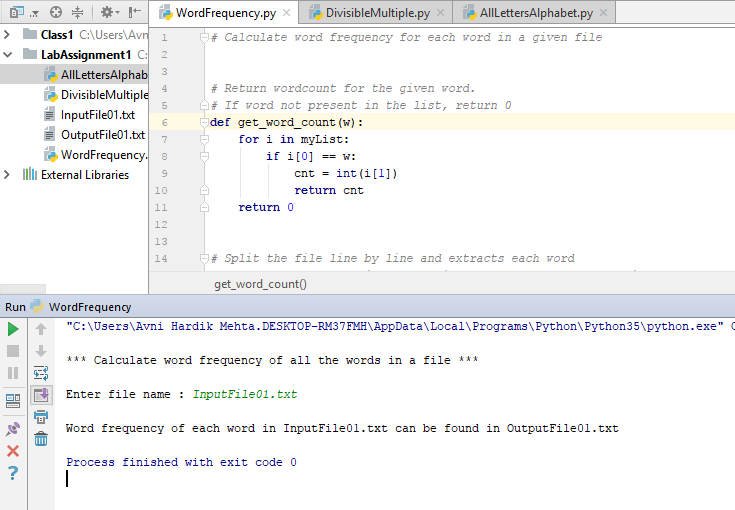 WordFrequency.py
DivisibleMultiple.py
AllLettersAlphabet.py
Class1 C:\Users\Avn
LabAssignment1 C:
AllLettersAlphab
DivisibleMultiple
InputFile01.txt
OutputFile01.txt
WordFrequency.
External Libraries
1 # Calculate word frequency for each word in a given file
2
3
4 # Return wordcount for the given word.
5 # If word not present in the list, return 0
6 def get_word_count(w):
7 for i in myList:
8 if i[0] == w:
9 cnt = int(i[1])
10 return cnt
11 return 0
12
13
14 # Split the file line by line and extracts each word
get_word_count()
Run WordFrequency
"C:\Users\Avni Hardik Mehta.DESKTOP-RM37FMH\AppData\Local\Programs\Python\Python35\python.exe" C
*** Calculate word frequency of all the words in a file ***
Enter file name : InputFile01.txt
Word frequency of each word in InputFile01.txt can be found in OutputFile01.txt
Process finished with exit code 0